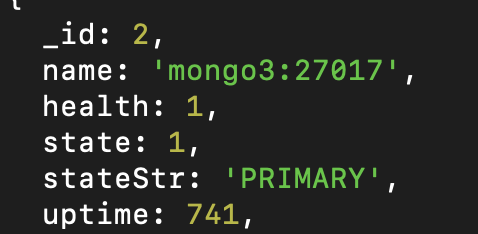 {
_id: 2,
name: 'mongo3:27017',
health: 1,
state: 1,
stateStr: 'PRIMARY',
uptime: 741,